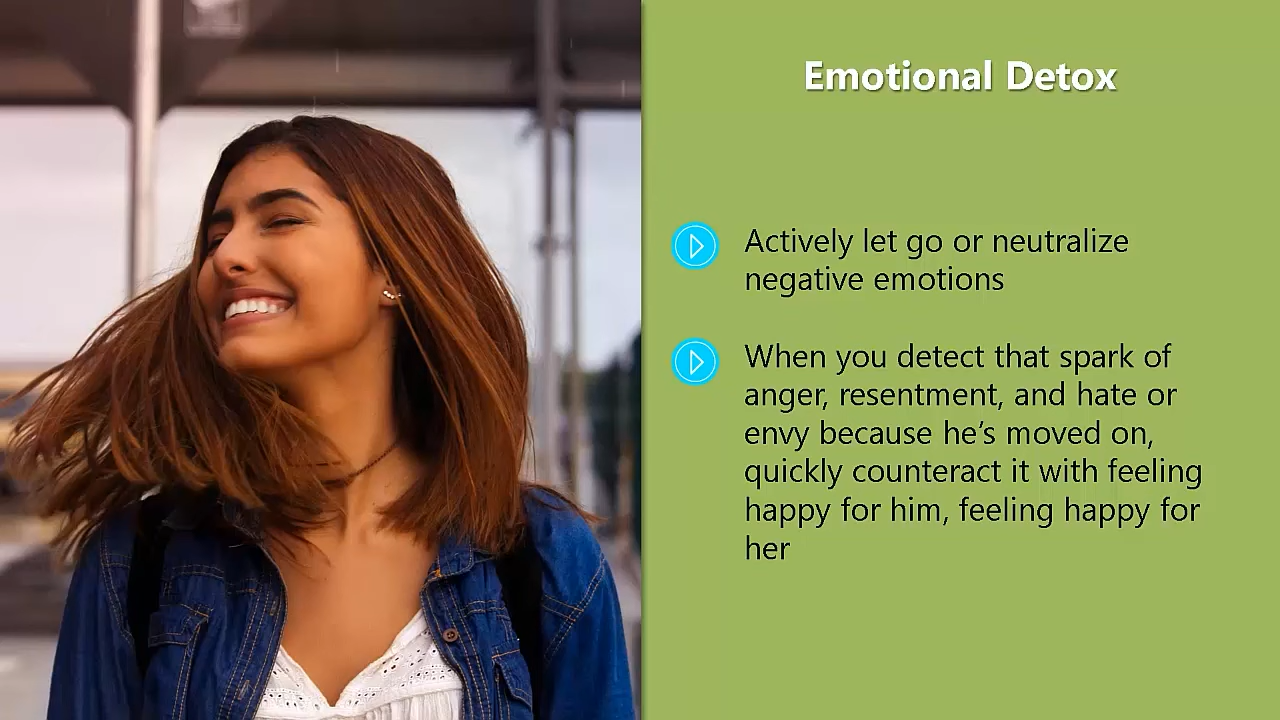 Emotional Detox
Actively let go or neutralize
negative emotions
When you detect that spark of
anger, resentment, and hate or
envy because he’s moved on,
quickly counteract it with feeling
happy for him, feeling happy for
her